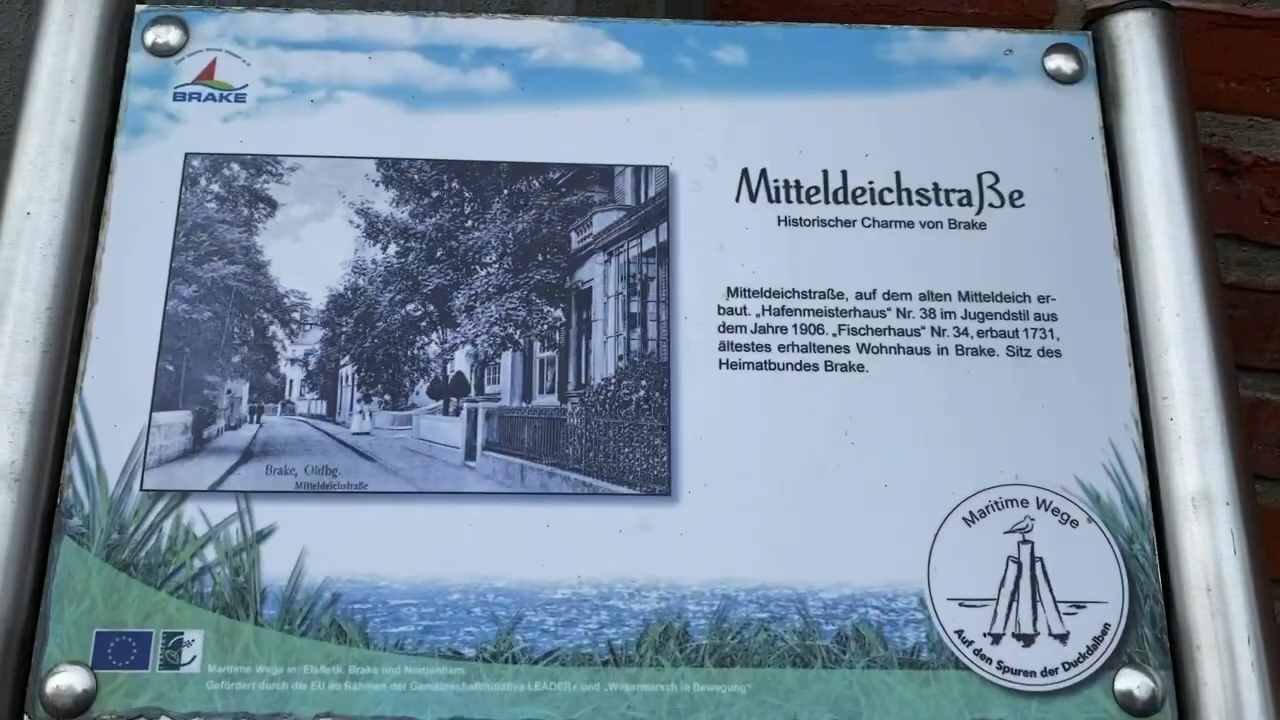 BRAKE
Mitteldeichstraße
Historischer Charme von Brake
Mitteldeichstraße, auf dem alten Mitteldeich er-
baut. „Hafenmeisterhaus" Nr. 38 im Jugendstil aus
dem Jahre 1906. „Fischerhaus" Nr. 34, erbaut 1731,
ältestes erhaltenes Wohnhaus in Brake. Sitz des
Heimatbundes Brake.
Brake, Oldbg.
Mitteldeichstraße
Maritime Wege
Auf den Spuren der Duckdalben
Maritime Wege in Elsfleth, Brake und Nordenham.
Gefördert durch die EU im Rahmen der Gemeinschaftinitiative LEADER+ und „Wesermarsch in Bewegung"